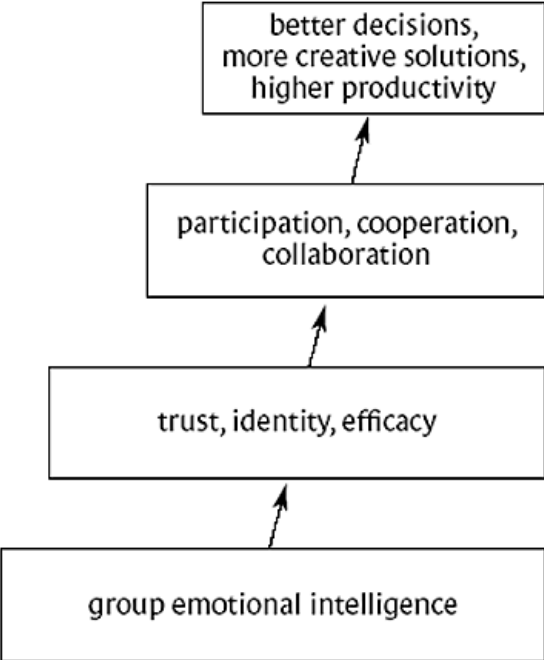 better decisions,
more creative solutions,
higher productivity
participation, cooperation,
collaboration
trust, identity, efficacy
group emotional intelligence